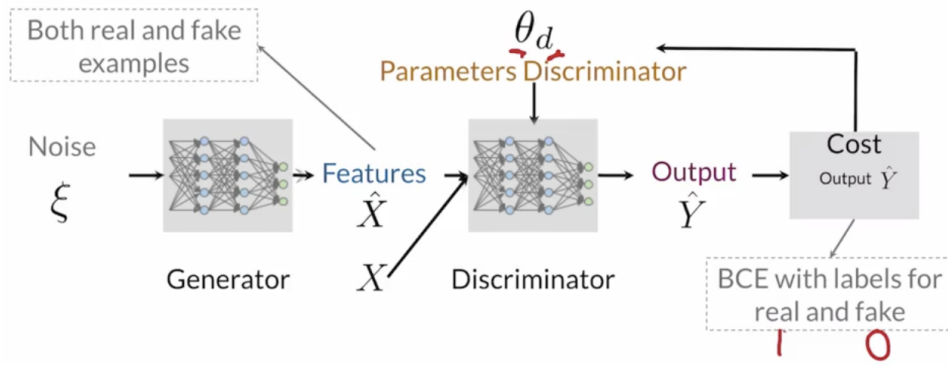 Both real and fake
examples
θd
Parameters Discriminator
Noise
ξ
Features
X̂
X
Generator
Discriminator
Output
Ŷ
Cost
Output Ŷ
BCE with labels for
real and fake
1 0